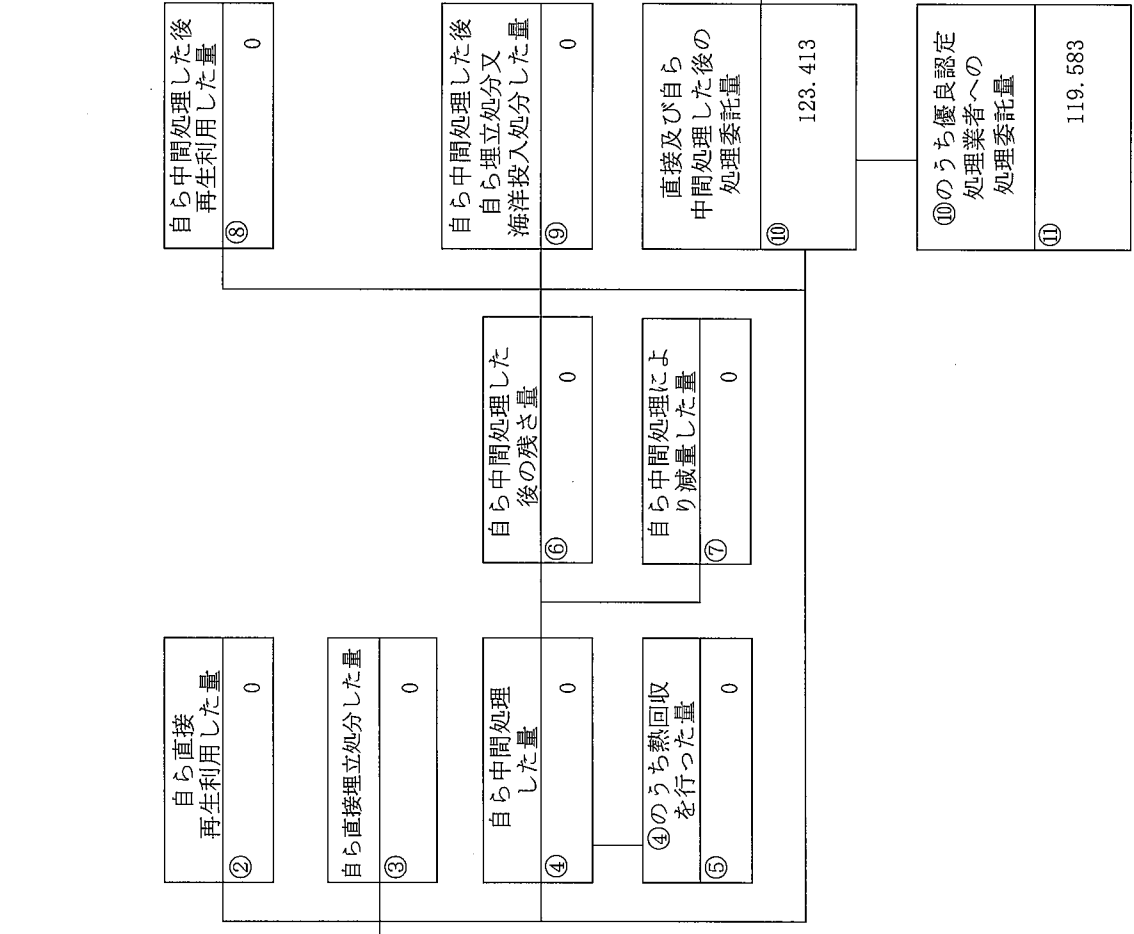 自ら直接
再生利用した量
②
0
自ら直接埋立処分した量
③
0
自ら中間処理
した量
④
0
④のうち熱回収
を行った量
⑤
0
自ら中間処理した
後の残さ量
⑥
0
自ら中間処理によ
り減量した量
⑦
0
自ら中間処理した後
再生利用した量
⑧
0
自ら中間処理した後
自ら埋立処分又
海洋投入処分した量
⑨
0
直接及び自ら
中間処理した後の
処理委託量
⑩
123.413
⑩のうち優良認定
処理業者への
処理委託量
⑪
119.583